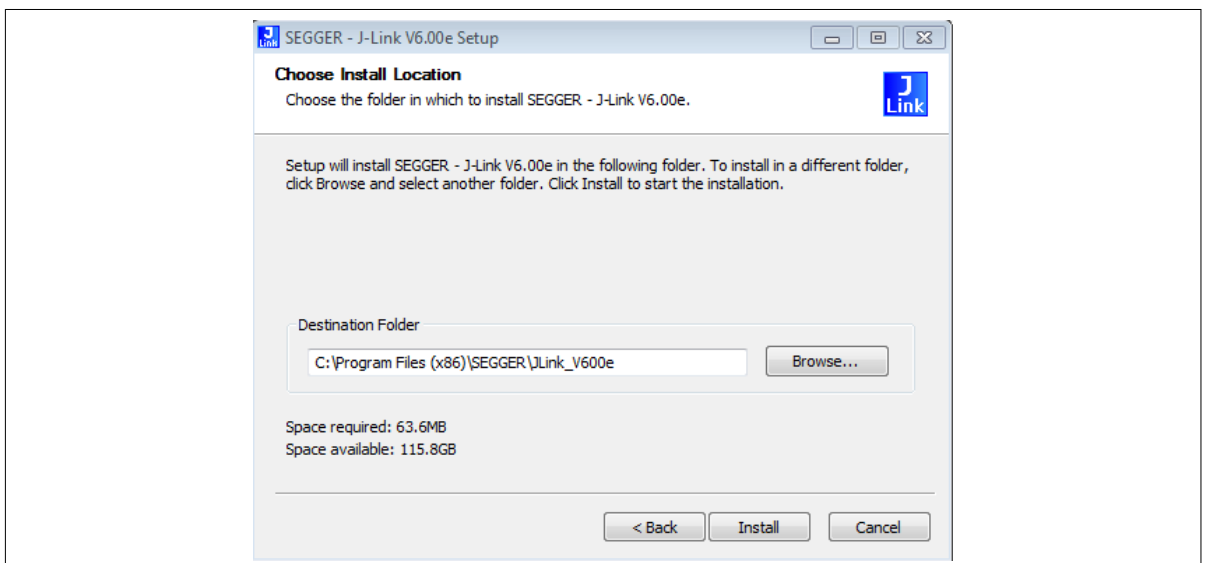 J
Link
SEGGER - J-Link V6.00e Setup
Choose Install Location
Choose the folder in which to install SEGGER - J-Link V6.00e.
J
Link
Setup will install SEGGER - J-Link V6.00e in the following folder. To install in a different folder,
click Browse and select another folder. Click Install to start the installation.
Destination Folder
C:\Program Files (x86)\SEGGER\JLink_V600e
Browse...
Space required: 63.6MB
Space available: 115.8GB
< Back
Install
Cancel